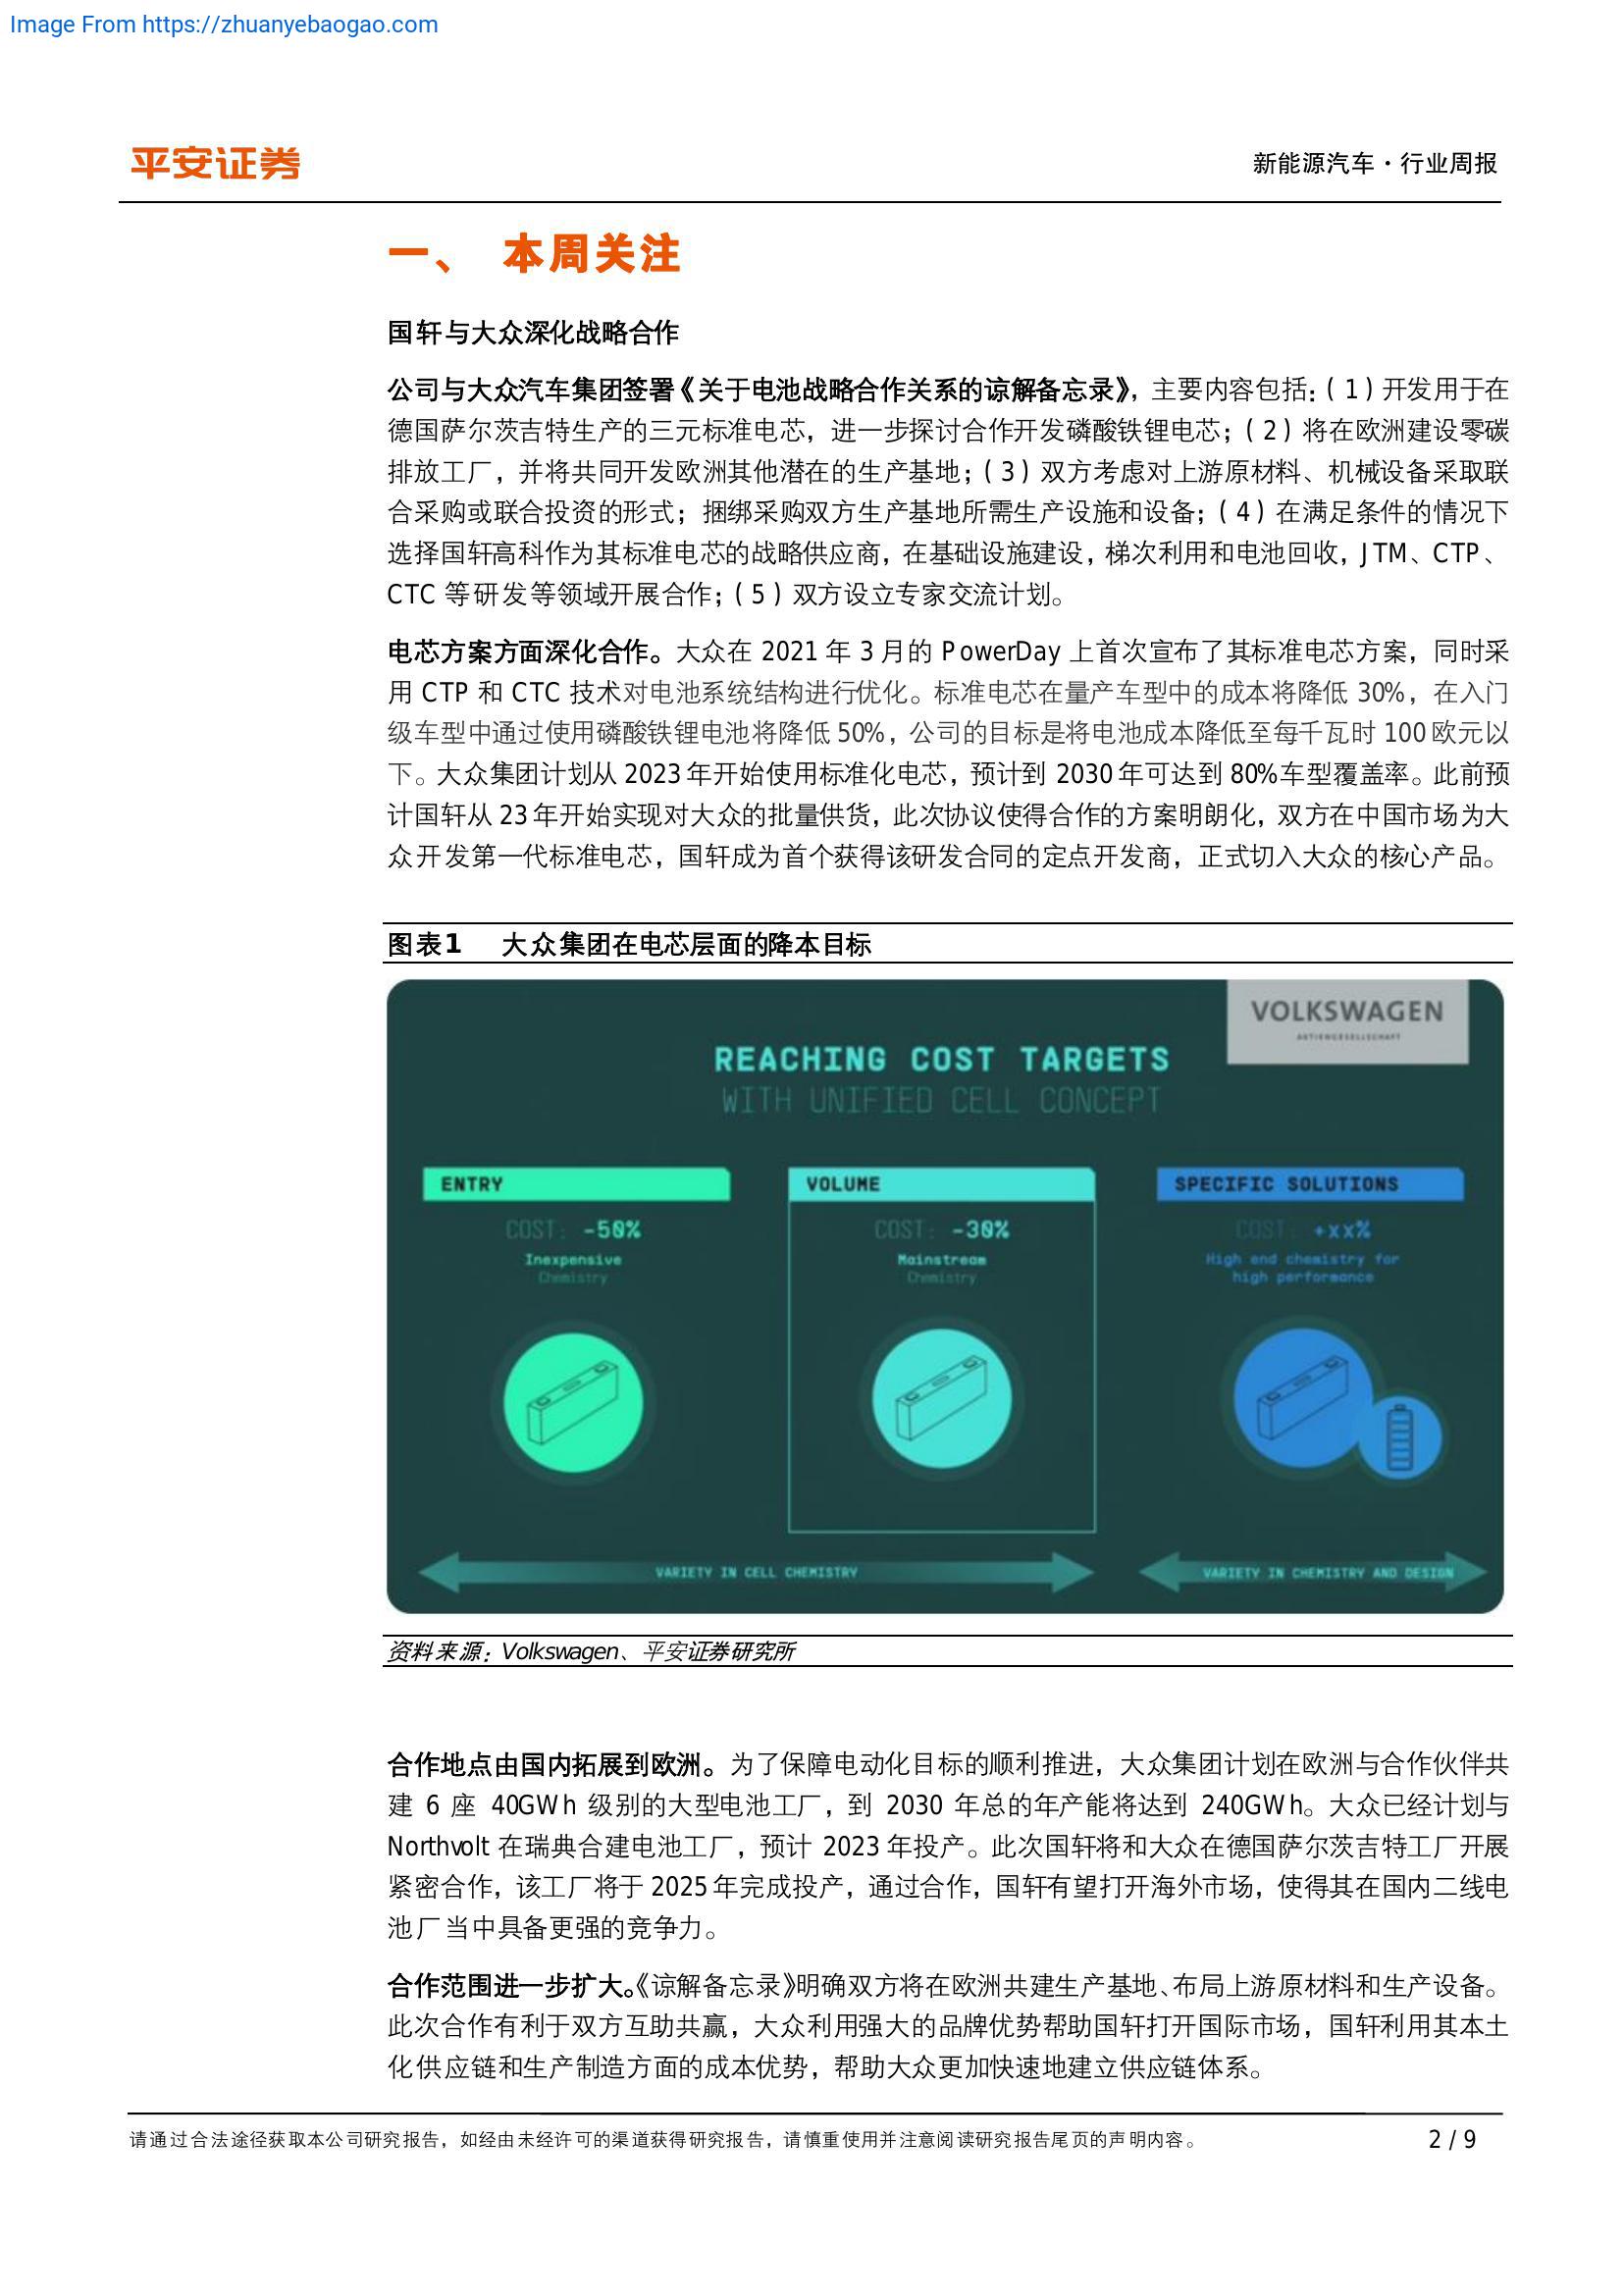 Image From https://zhuanyebaogao.com
平安证券
新能源汽车·行业周报
一、 本周关注
国轩与大众深化战略合作
公司与大众汽车集团签署《关于电池战略合作关系的谅解备忘录》，主要内容包括：（1）开发用于在
德国萨尔茨吉特生产的三元标准电芯，进一步探讨合作开发磷酸铁锂电芯；（2）将在欧洲建设零碳
排放工厂，并将共同开发欧洲其他潜在的生产基地；（3）双方考虑对上游原材料、机械设备采取联
合采购或联合投资的形式；捆绑采购双方生产基地所需生产设施和设备；（4）在满足条件的情况下
选择国轩高科作为其标准电芯的战略供应商，在基础设施建设，梯次利用和电池回收，JTM、CTP、
CTC 等研发等领域开展合作；（5）双方设立专家交流计划。
电芯方案方面深化合作。大众在 2021 年 3 月的 PowerDay 上首次宣布了其标准电芯方案，同时采
用 CTP 和 CTC 技术对电池系统结构进行优化。标准电芯在量产车型中的成本将降低 30%，在入门
级车型中通过使用磷酸铁锂电池将降低 50%，公司的目标是将电池成本降低至每千瓦时 100 欧元以
下。大众集团计划从 2023 年开始使用标准化电芯，预计到 2030 年可达到 80%车型覆盖率。此前预
计国轩从 23 年开始实现对大众的批量供货，此次协议使得合作的方案明朗化，双方在中国市场为大
众开发第一代标准电芯，国轩成为首个获得该研发合同的定点开发商，正式切入大众的核心产品。
图表1 大众集团在电芯层面的降本目标
VOLKSWAGEN
AKTIENGESELLSCHAFT
REACHING COST TARGETS
WITH UNIFIED CELL CONCEPT
ENTRY
COST: -50%
Inexpensive
Chemistry
VOLUME
COST: -30%
Mainstream
Chemistry
SPECIFIC SOLUTIONS
COST: +xx%
High end chemistry for
high performance
VARIETY IN CELL CHEMISTRY
VARIETY IN CHEMISTRY AND DESIGN
资料来源：Volkswagen、平安证券研究所
合作地点由国内拓展到欧洲。为了保障电动化目标的顺利推进，大众集团计划在欧洲与合作伙伴共
建 6 座 40GWh 级别的大型电池工厂，到 2030 年总的年产能将达到 240GWh。大众已经计划与
Northvolt 在瑞典合建电池工厂，预计 2023 年投产。此次国轩将和大众在德国萨尔茨吉特工厂开展
紧密合作，该工厂将于 2025 年完成投产，通过合作，国轩有望打开海外市场，使得其在国内二线电
池厂当中具备更强的竞争力。
合作范围进一步扩大。《谅解备忘录》明确双方将在欧洲共建生产基地、布局上游原材料和生产设备。
此次合作有利于双方互助共赢，大众利用强大的品牌优势帮助国轩打开国际市场，国轩利用其本土
化供应链和生产制造方面的成本优势，帮助大众更加快速地建立供应链体系。
请通过合法途径获取本公司研究报告，如经由未经许可的渠道获得研究报告，请慎重使用并注意阅读研究报告尾页的声明内容。
2 / 9